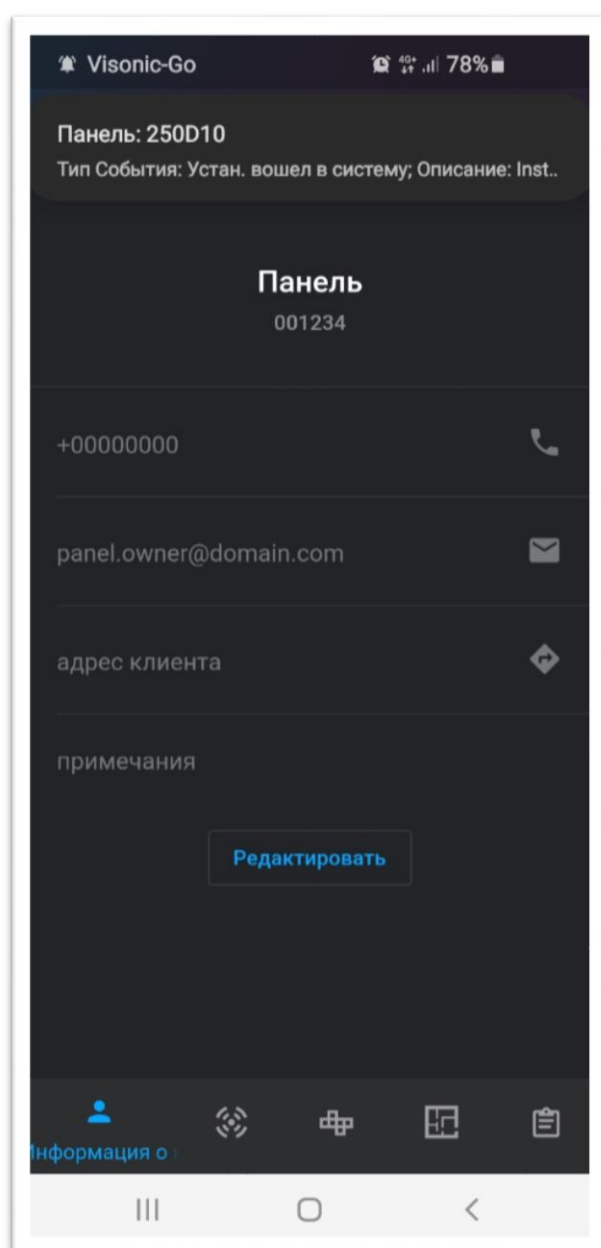 Visonic-Go
4G+ 78%
Панель: 250D10
Тип События: Устан. вошел в систему; Описание: Inst..
Панель
001234
+00000000
panel.owner@domain.com
адрес клиента
примечания
Редактировать
Информация о